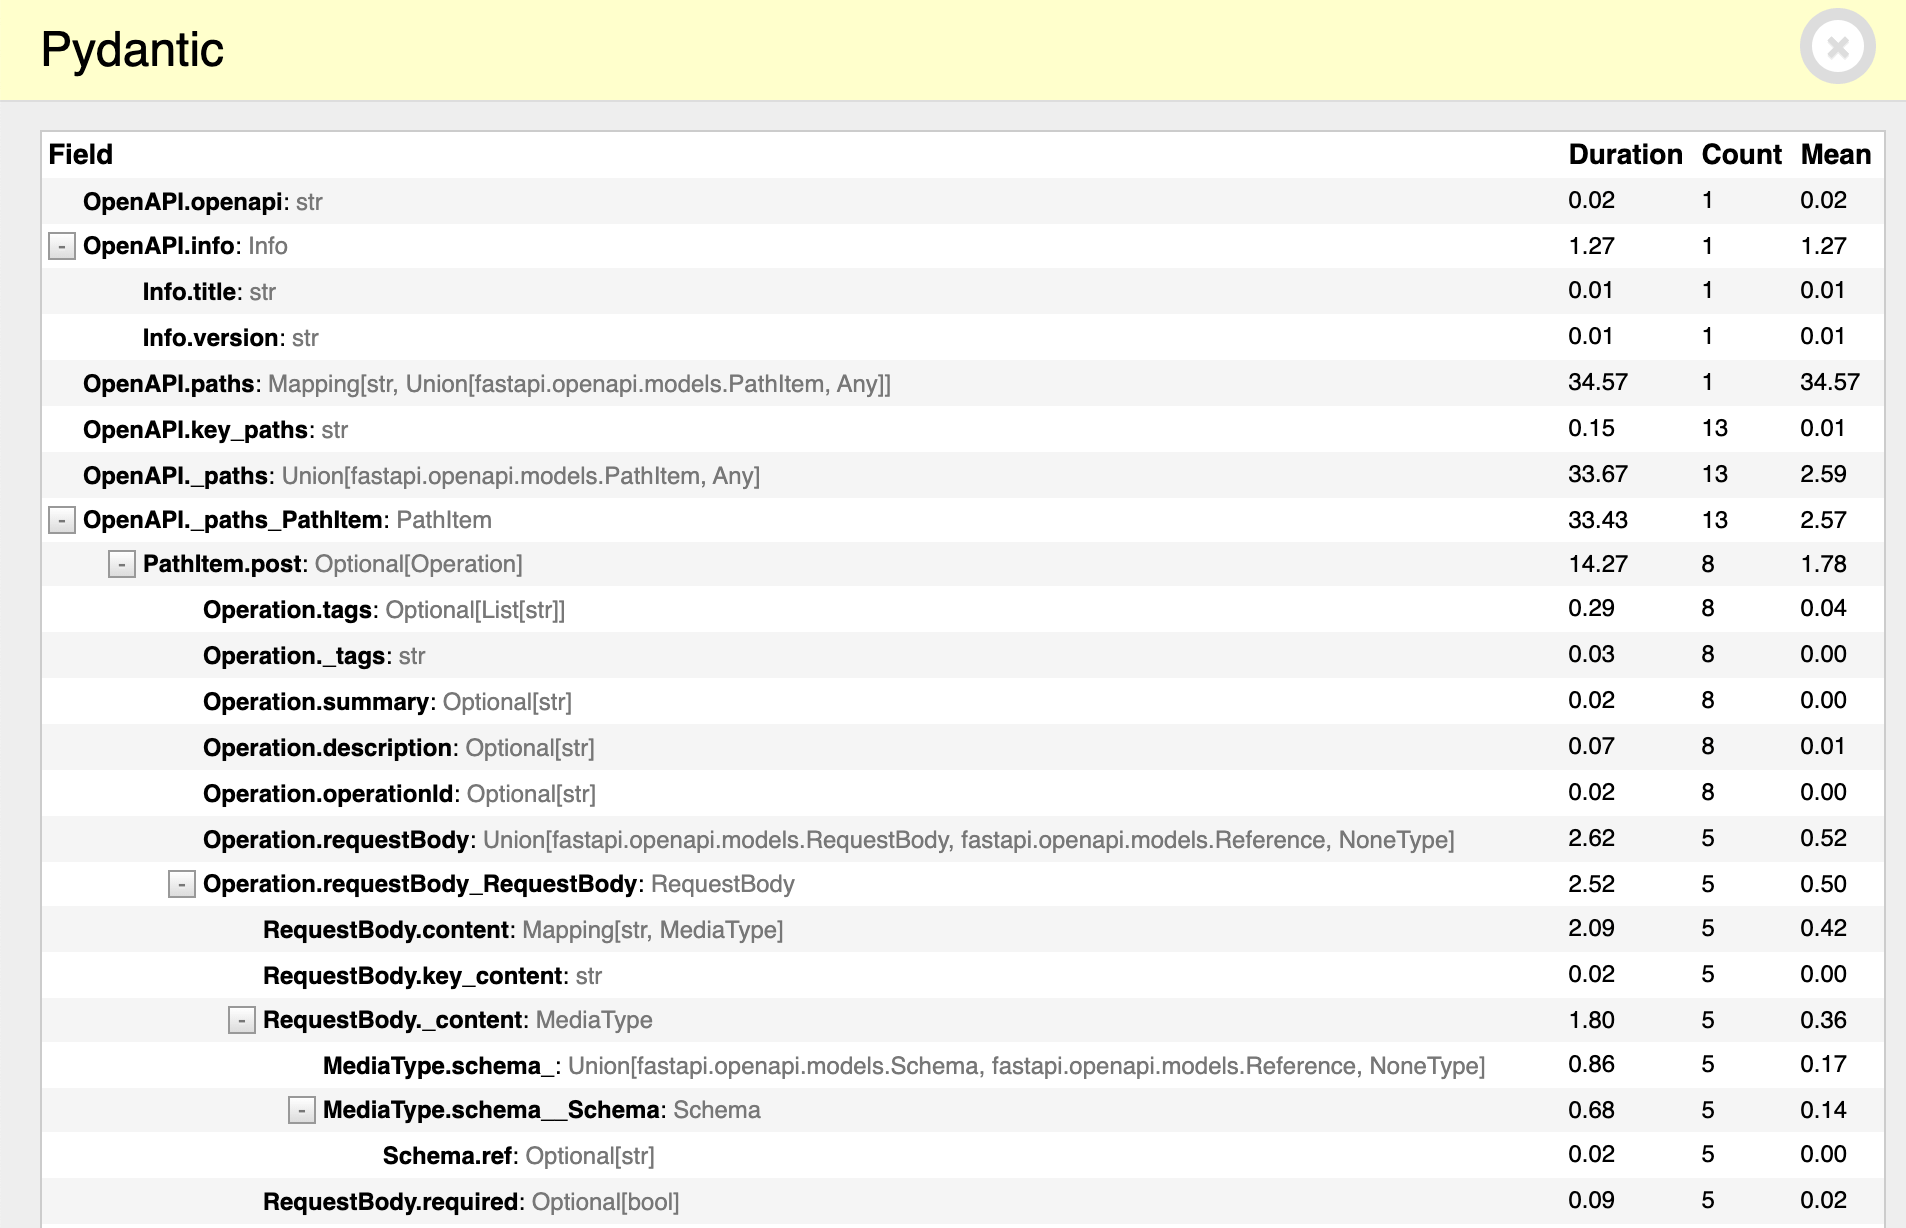 Pydantic
Field Duration Count Mean
OpenAPI.openapi: str 0.02 1 0.02
- OpenAPI.info: Info 1.27 1 1.27
Info.title: str 0.01 1 0.01
Info.version: str 0.01 1 0.01
OpenAPI.paths: Mapping[str, Union[fastapi.openapi.models.PathItem, Any]] 34.57 1 34.57
OpenAPI.key_paths: str 0.15 13 0.01
OpenAPI._paths: Union[fastapi.openapi.models.PathItem, Any] 33.67 13 2.59
- OpenAPI._paths_PathItem: PathItem 33.43 13 2.57
- PathItem.post: Optional[Operation] 14.27 8 1.78
Operation.tags: Optional[List[str]] 0.29 8 0.04
Operation._tags: str 0.03 8 0.00
Operation.summary: Optional[str] 0.02 8 0.00
Operation.description: Optional[str] 0.07 8 0.01
Operation.operationId: Optional[str] 0.02 8 0.00
Operation.requestBody: Union[fastapi.openapi.models.RequestBody, fastapi.openapi.models.Reference, NoneType] 2.62 5 0.52
- Operation.requestBody_RequestBody: RequestBody 2.52 5 0.50
RequestBody.content: Mapping[str, MediaType] 2.09 5 0.42
RequestBody.key_content: str 0.02 5 0.00
- RequestBody._content: MediaType 1.80 5 0.36
MediaType.schema_: Union[fastapi.openapi.models.Schema, fastapi.openapi.models.Reference, NoneType] 0.86 5 0.17
- MediaType.schema__Schema: Schema 0.68 5 0.14
Schema.ref: Optional[str] 0.02 5 0.00
RequestBody.required: Optional[bool] 0.09 5 0.02